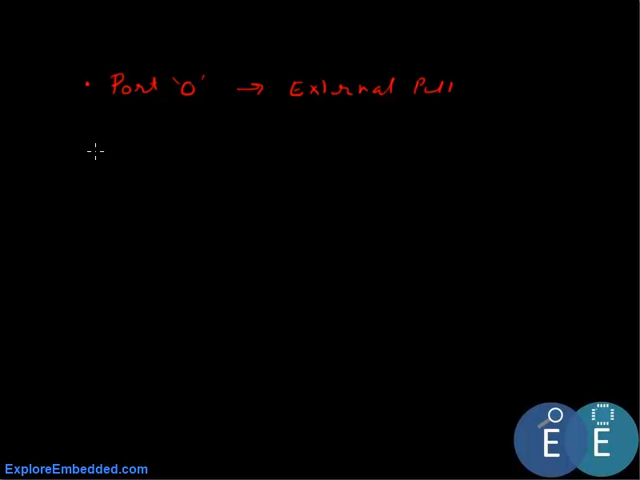 • Port '0' → External Pull
E E
ExploreEmbedded.com